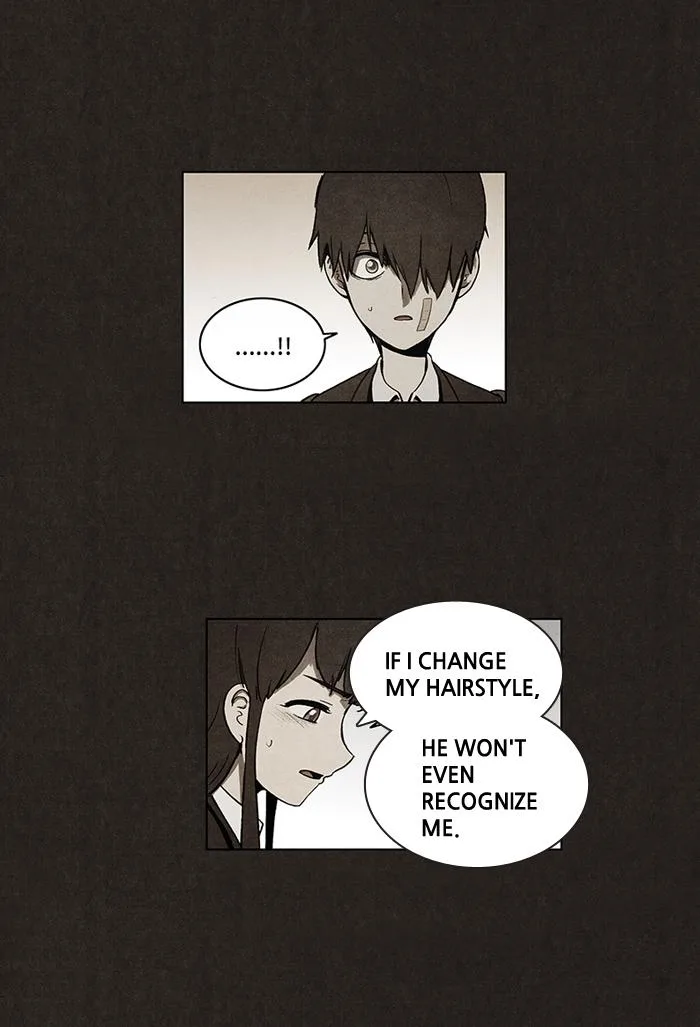 ......!!
IF I CHANGE
MY HAIRSTYLE,
HE WON'T
EVEN
RECOGNIZE
ME.